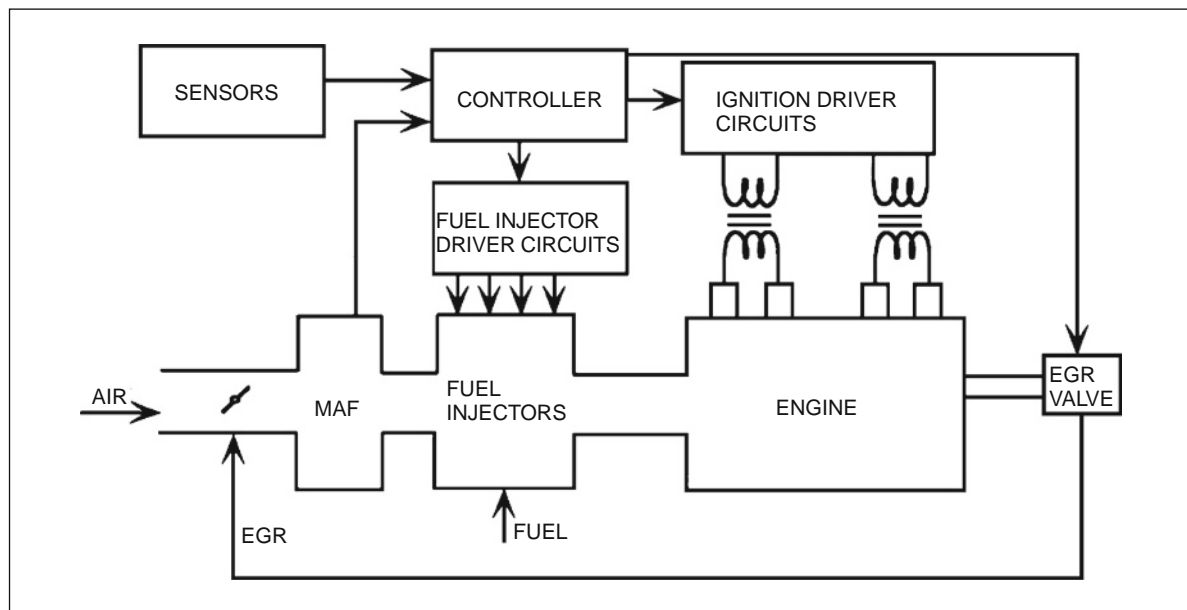 SENSORS
CONTROLLER
IGNITION DRIVER
CIRCUITS
FUEL INJECTOR
DRIVER CIRCUITS
AIR
MAF
FUEL
INJECTORS
ENGINE
EGR
VALVE
EGR
FUEL